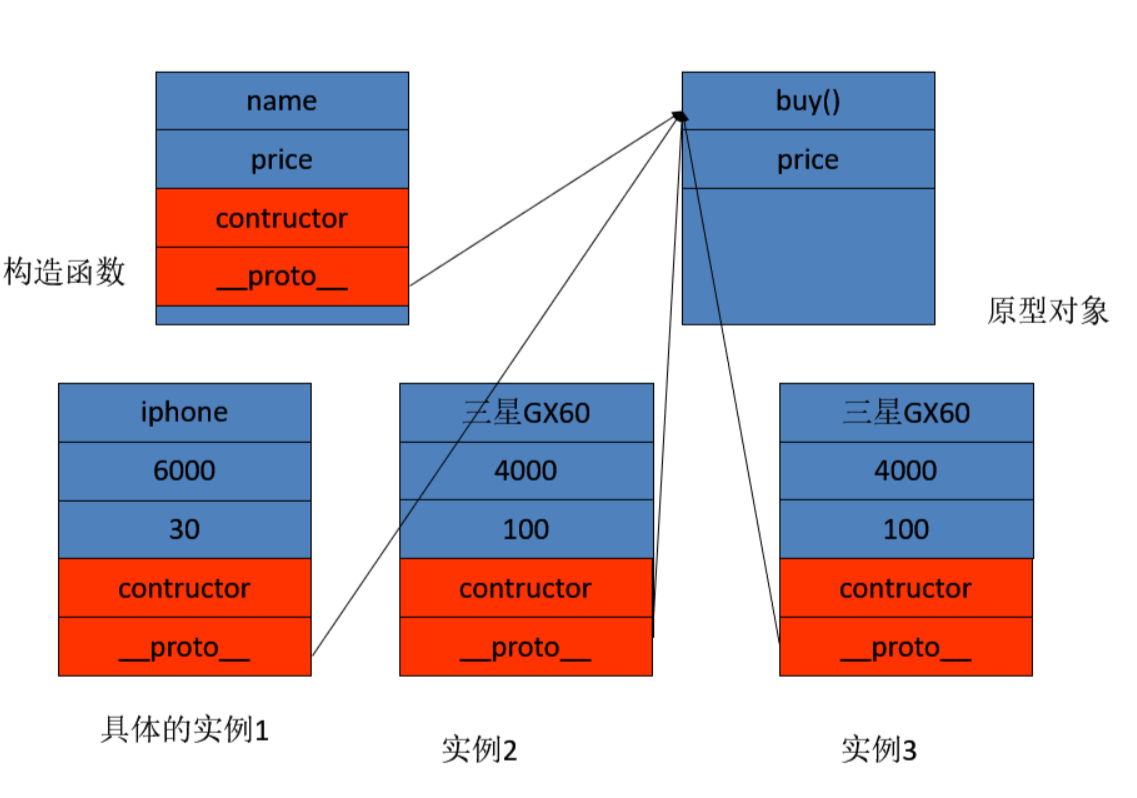 name
price
contructor
__proto__
构造函数
buy()
price
原型对象
iphone
6000
30
contructor
__proto__
具体的实例1
三星GX60
4000
100
contructor
__proto__
实例2
三星GX60
4000
100
contructor
__proto__
实例3